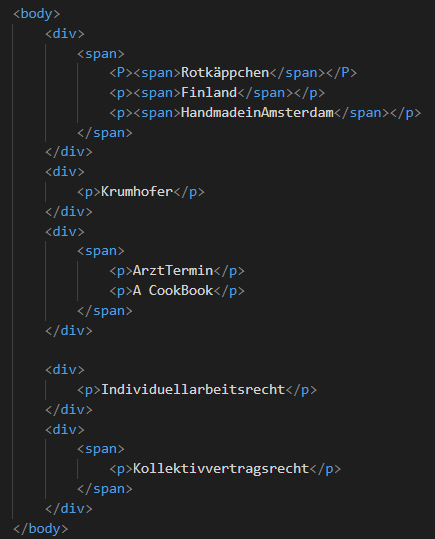 <body>
<div>
<span>
<P><span>Rotkäppchen</span></P>
<p><span>Finland</span></p>
<p><span>HandmadeinAmsterdam</span></p>
</span>
</div>
<div>
<p>Krumhofer</p>
</div>
<div>
<span>
<p>ArztTermin</p>
<p>A CookBook</p>
</span>
</div>
<div>
<p>Individuellarbeitsrecht</p>
</div>
<div>
<span>
<p>Kollektivvertragsrecht</p>
</span>
</div>
</body>